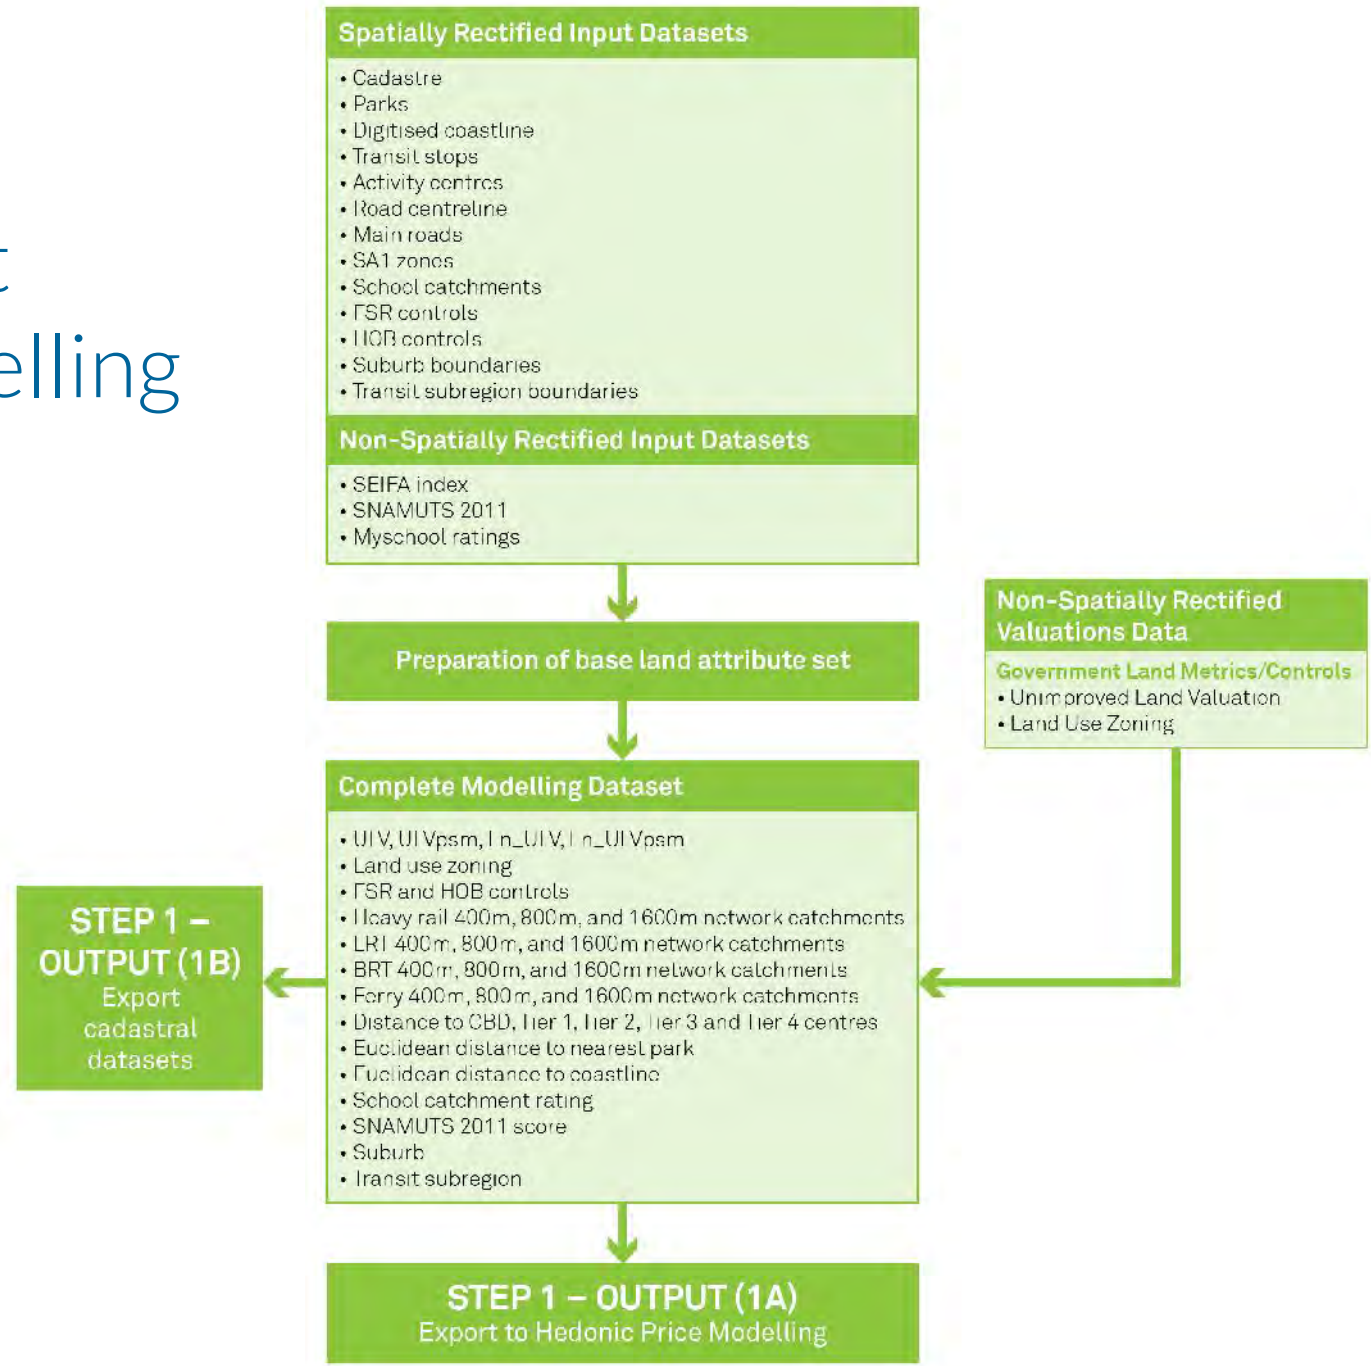 t
elling
Spatially Rectified Input Datasets
• Cadastre
• Parks
• Digitised coastline
• Transit stops
• Activity centres
• Road centreline
• Main roads
• SA1 zones
• School catchments
• FSR controls
• HOB controls
• Suburb boundaries
• Transit subregion boundaries
Non-Spatially Rectified Input Datasets
• SEIFA index
• SNAMUTS 2011
• Myschool ratings
Preparation of base land attribute set
Non-Spatially Rectified
Valuations Data
Government Land Metrics/Controls
• Unimproved Land Valuation
• Land Use Zoning
Complete Modelling Dataset
• ULV, ULVpsm, Ln_ULV, Ln_ULVpsm
• Land use zoning
• FSR and HOB controls
• Heavy rail 400m, 800m, and 1600m network catchments
• LRT 400m, 800m, and 1600m network catchments
• BRT 400m, 800m, and 1600m network catchments
• Ferry 400m, 800m, and 1600m network catchments
• Distance to CBD, Tier 1, Tier 2, Tier 3 and Tier 4 centres
• Euclidean distance to nearest park
• Euclidean distance to coastline
• School catchment rating
• SNAMUTS 2011 score
• Suburb
• Transit subregion
STEP 1 –
OUTPUT (1B)
Export
cadastral
datasets
STEP 1 – OUTPUT (1A)
Export to Hedonic Price Modelling